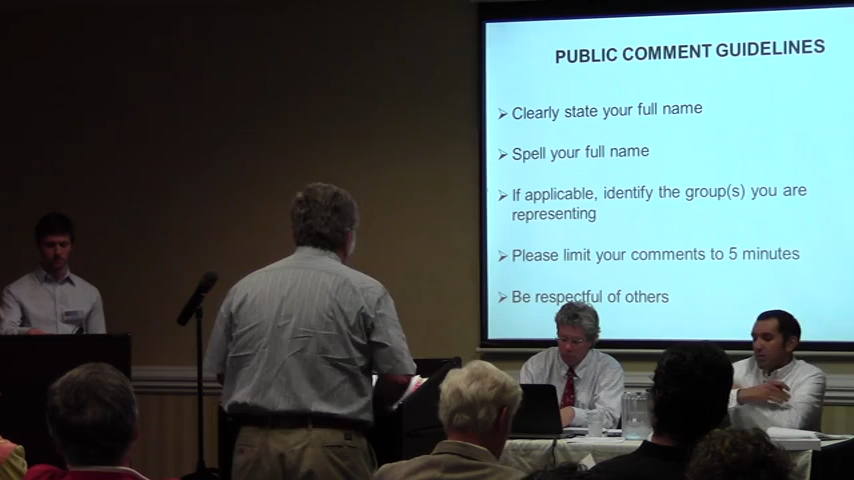 PUBLIC COMMENT GUIDELINES
➢ Clearly state your full name
➢ Spell your full name
➢ If applicable, identify the group(s) you are
representing
➢ Please limit your comments to 5 minutes
➢ Be respectful of others